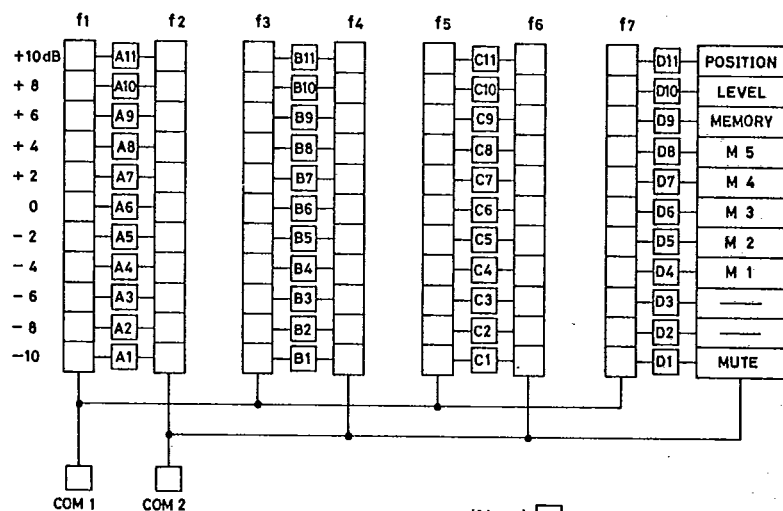 f1 f2 f3 f4 f5 f6 f7
+10dB A11 B11 C11 D11 POSITION
+ 8 A10 B10 C10 D10 LEVEL
+ 6 A9 B9 C9 D9 MEMORY
+ 4 A8 B8 C8 D8 M 5
+ 2 A7 B7 C7 D7 M 4
0 A6 B6 C6 D6 M 3
- 2 A5 B5 C5 D5 M 2
- 4 A4 B4 C4 D4 M 1
- 6 A3 B3 C3 D3 —
- 8 A2 B2 C2 D2 —
-10 A1 B1 C1 D1 MUTE
COM 1 COM 2